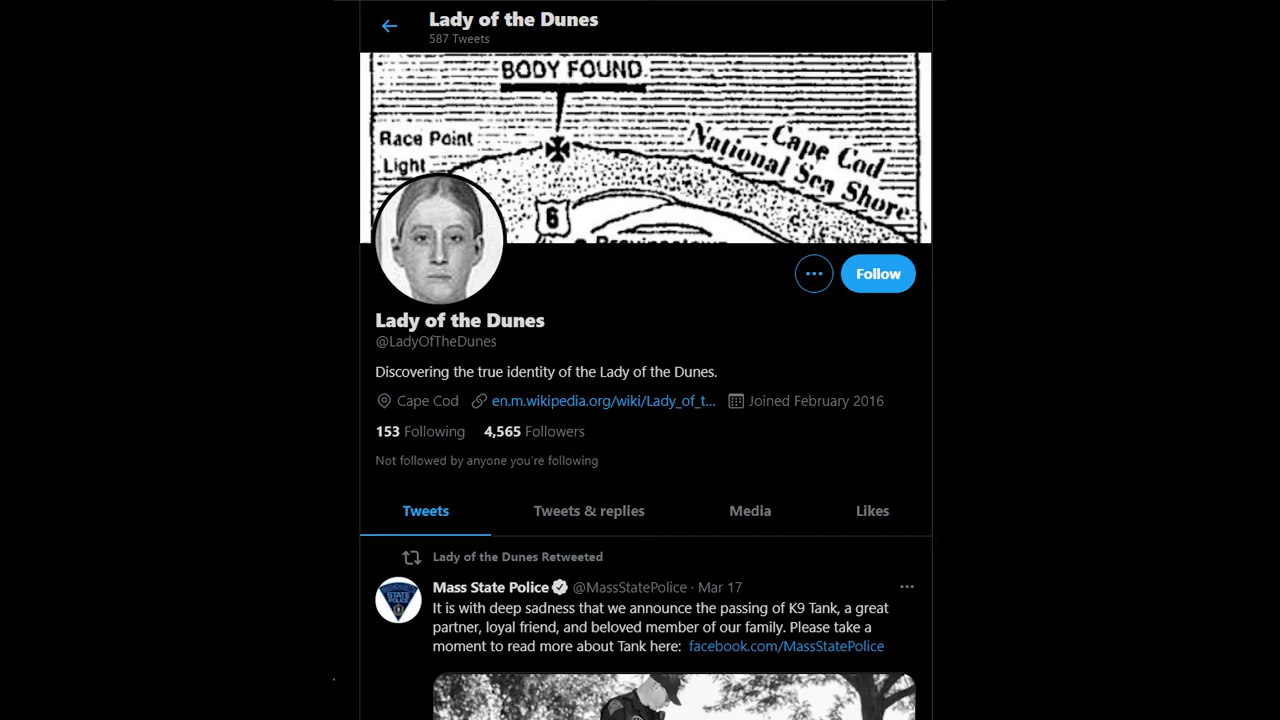 Lady of the Dunes
587 Tweets
BODY FOUND
Race Point
Light
Cape Cod
National Sea Shore
6
Provincetown
Follow
Lady of the Dunes
@LadyOfTheDunes
Discovering the true identity of the Lady of the Dunes.
Cape Cod en.m.wikipedia.org/wiki/Lady_of_t... Joined February 2016
153 Following 4,565 Followers
Not followed by anyone you're following
Tweets Tweets & replies Media Likes
Lady of the Dunes Retweeted
Mass State Police @MassStatePolice · Mar 17
It is with deep sadness that we announce the passing of K9 Tank, a great
partner, loyal friend, and beloved member of our family. Please take a
moment to read more about Tank here: facebook.com/MassStatePolice
STATE
POLICE